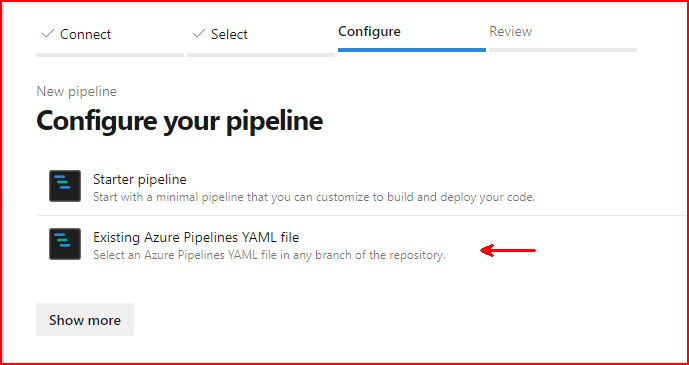 Connect
Select
Configure
Review
New pipeline
Configure your pipeline
Starter pipeline
Start with a minimal pipeline that you can customize to build and deploy your code.
Existing Azure Pipelines YAML file
Select an Azure Pipelines YAML file in any branch of the repository.
Show more